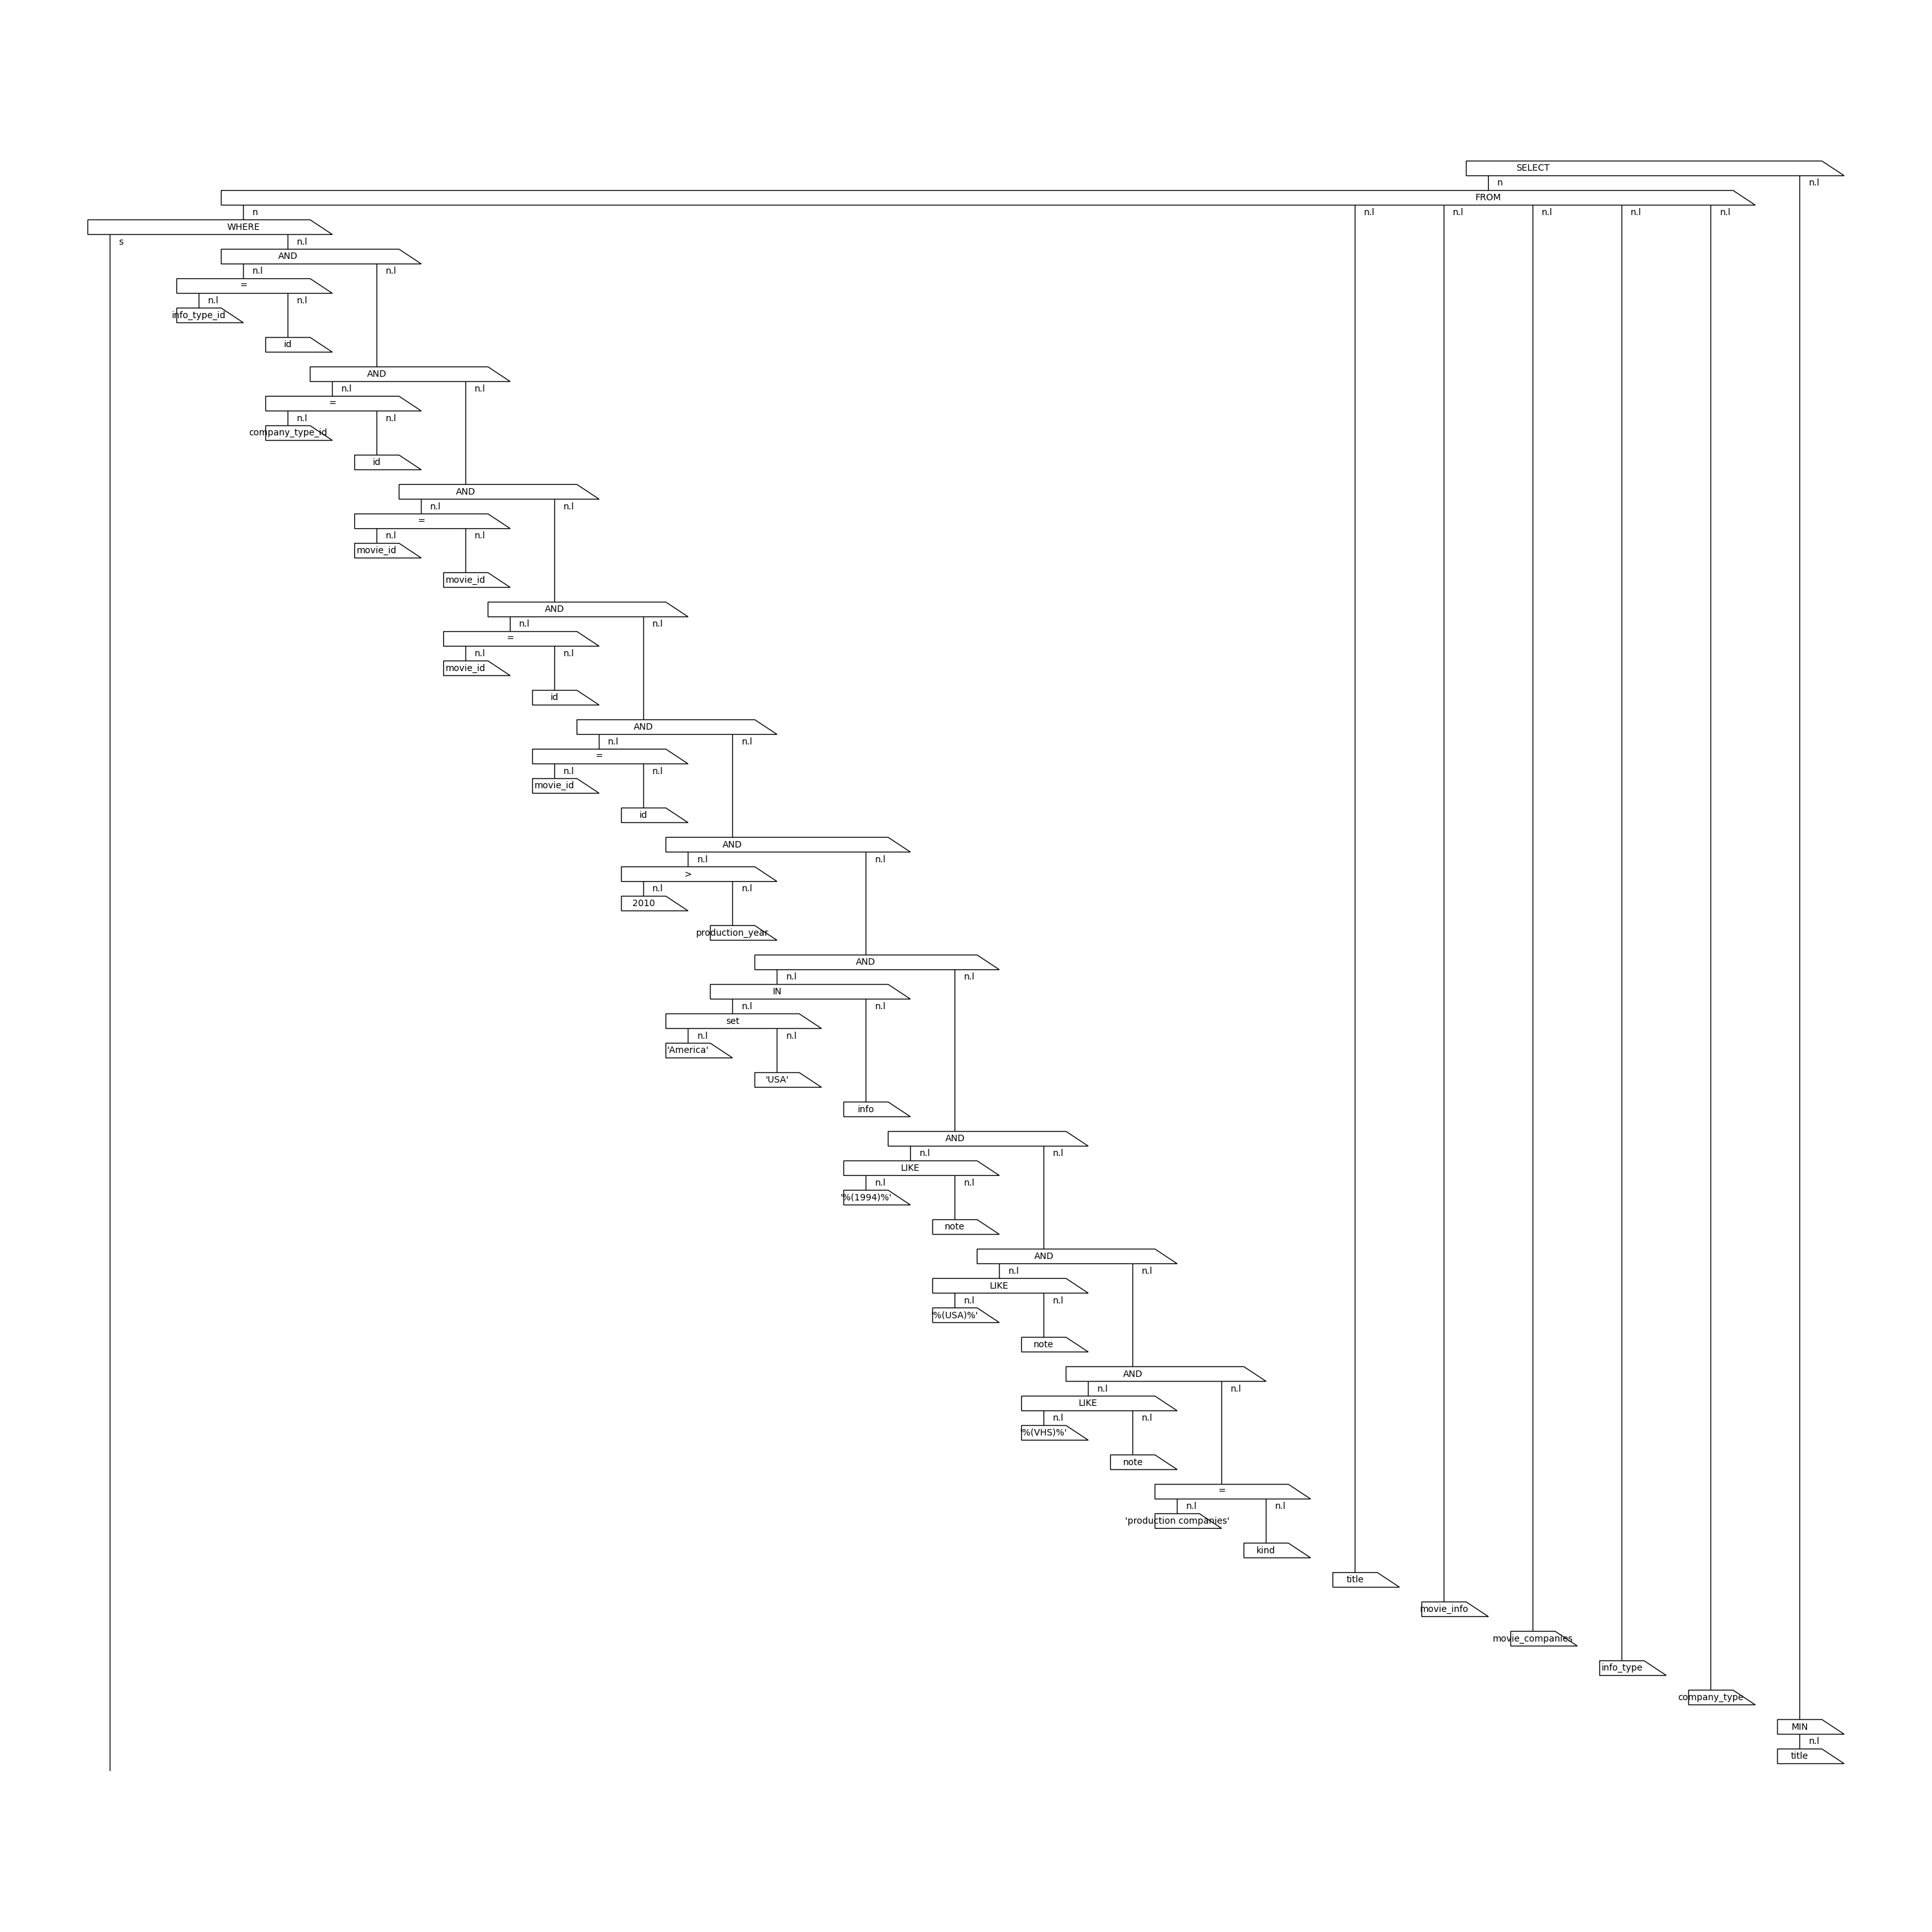 SELECT
n n.l
FROM
n n.l n.l n.l n.l n.l
WHERE
s n.l
AND
n.l n.l
=
n.l n.l
info_type_id
id
AND
n.l n.l
=
n.l n.l
company_type_id
id
AND
n.l n.l
=
n.l n.l
movie_id
movie_id
AND
n.l n.l
=
n.l n.l
movie_id
id
AND
n.l n.l
=
n.l n.l
movie_id
id
AND
n.l n.l
>
n.l n.l
2010
production_year
AND
n.l n.l
IN
n.l n.l
set
n.l n.l
'America'
'USA'
info
AND
n.l n.l
LIKE
n.l n.l
'%(1994)%'
note
AND
n.l n.l
LIKE
n.l n.l
'%(USA)%'
note
AND
n.l n.l
LIKE
n.l n.l
'%(VHS)%'
note
=
n.l n.l
'production companies'
kind
title
movie_info
movie_companies
info_type
company_type
MIN
n.l
title